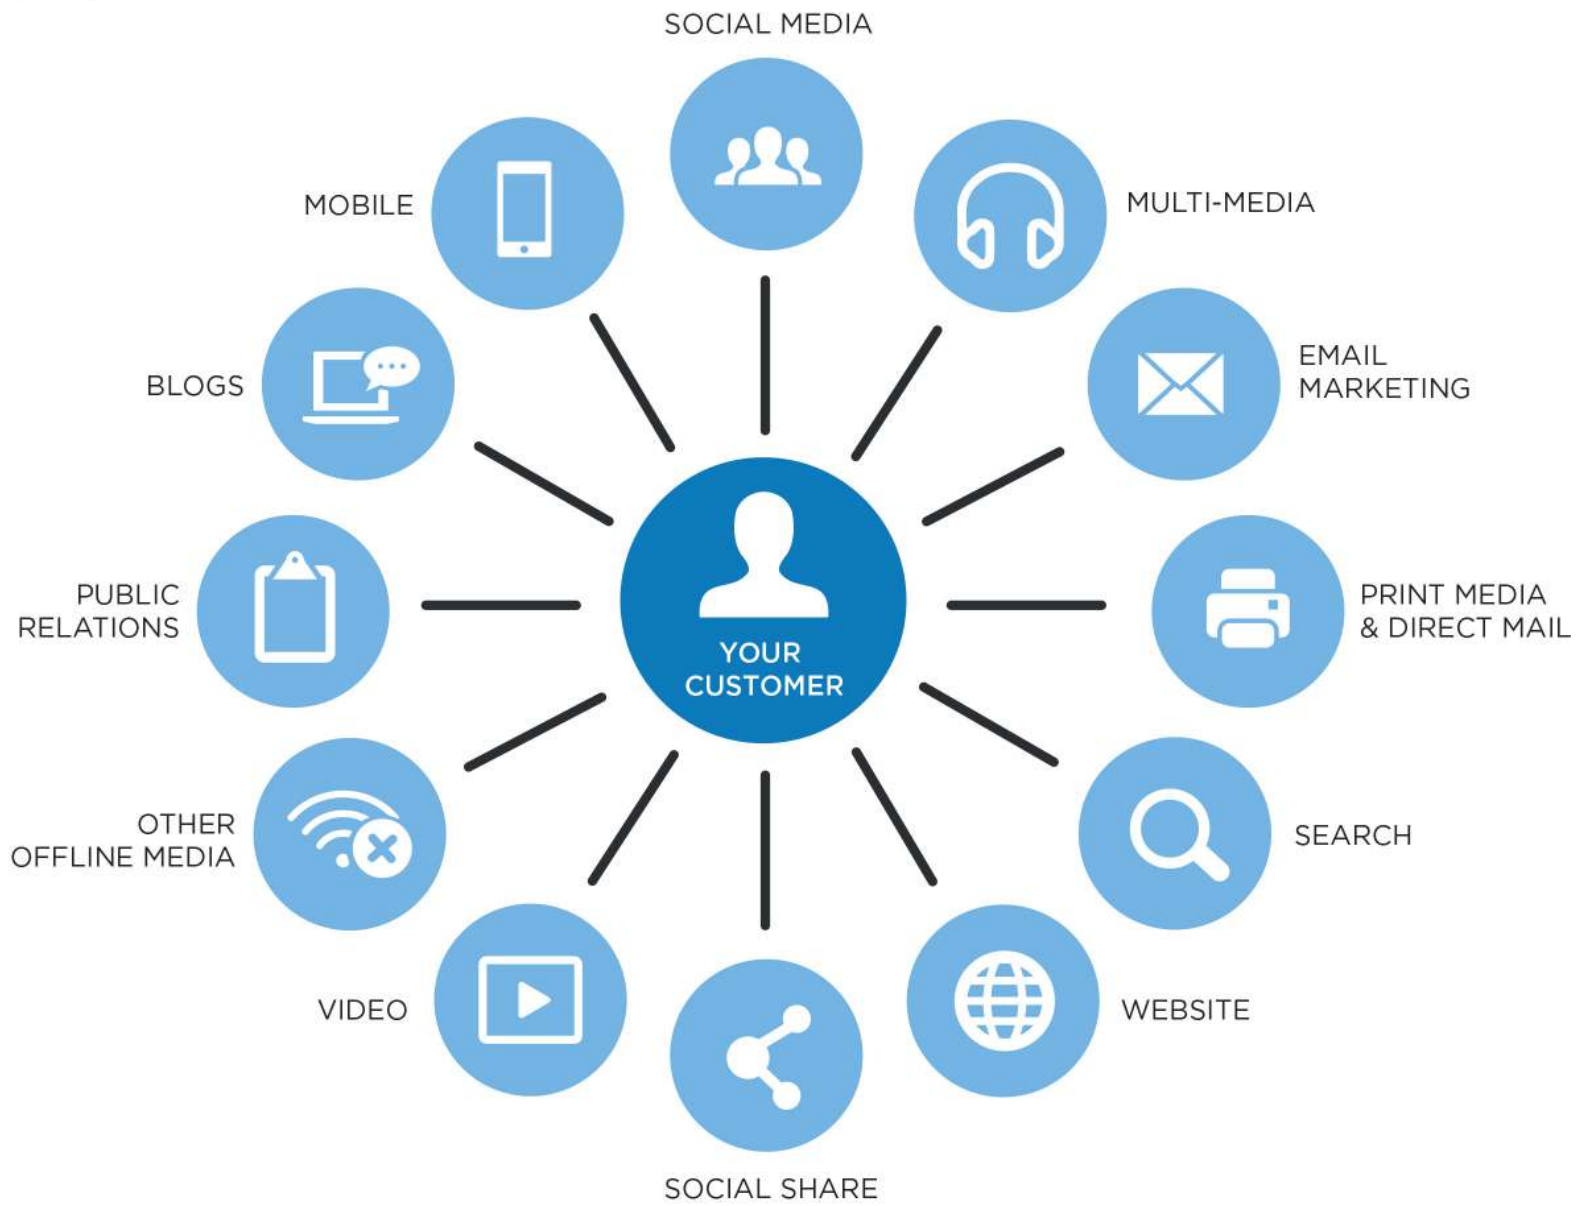 SOCIAL MEDIA
MOBILE
MULTI-MEDIA
BLOGS
EMAIL
MARKETING
PUBLIC
RELATIONS
YOUR
CUSTOMER
PRINT MEDIA
& DIRECT MAIL
OTHER
OFFLINE MEDIA
SEARCH
VIDEO
WEBSITE
SOCIAL SHARE